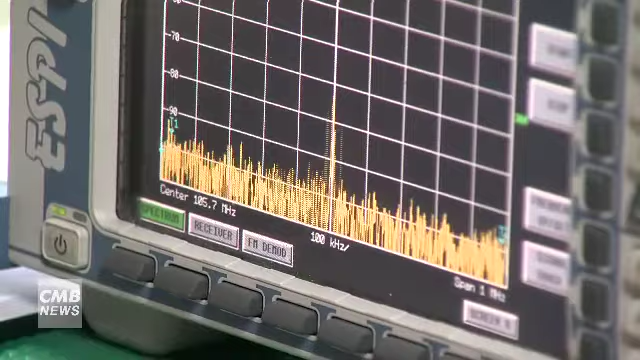 ESPI
-70
-80
-90
Center 105.7 MHz
100 kHz/
Span 1 MHz
SPECTRUM
RECEIVER
FM DEMOD
SCREEN B
CMB
NEWS